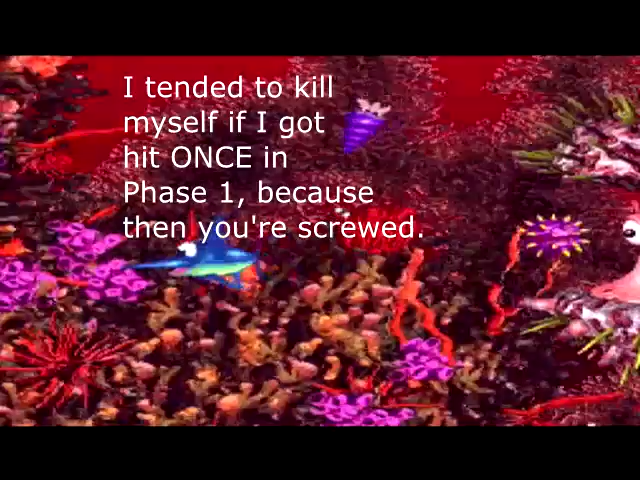 I tended to kill
myself if I got
hit ONCE in
Phase 1, because
then you're screwed.